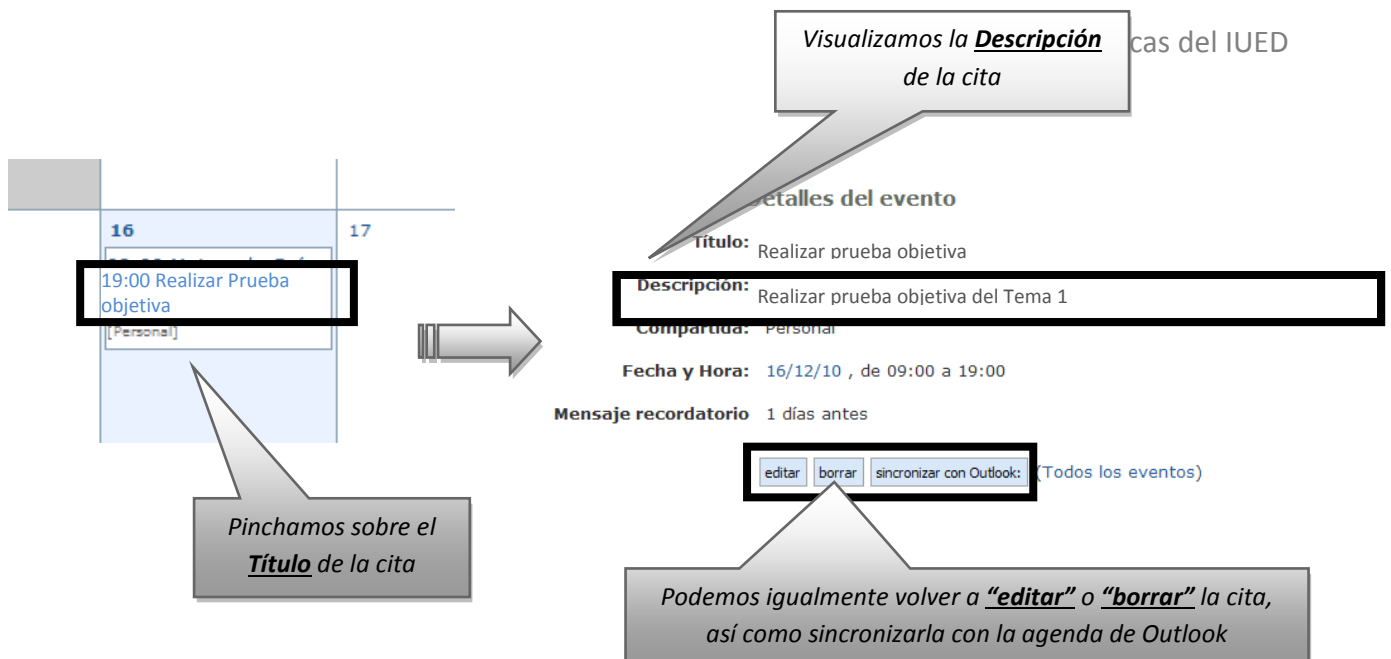 Visualizamos la Descripción
de la cita
cas del IUED
16
17
19:00 Realizar Prueba
objetiva
[Personal]
etalles del evento
Título: Realizar prueba objetiva
Descripción: Realizar prueba objetiva del Tema 1
Compartida: Personal
Fecha y Hora: 16/12/10 , de 09:00 a 19:00
Mensaje recordatorio 1 días antes
editar borrar sincronizar con Outlook: (Todos los eventos)
Pinchamos sobre el
Título de la cita
Podemos igualmente volver a “editar” o “borrar” la cita,
así como sincronizarla con la agenda de Outlook